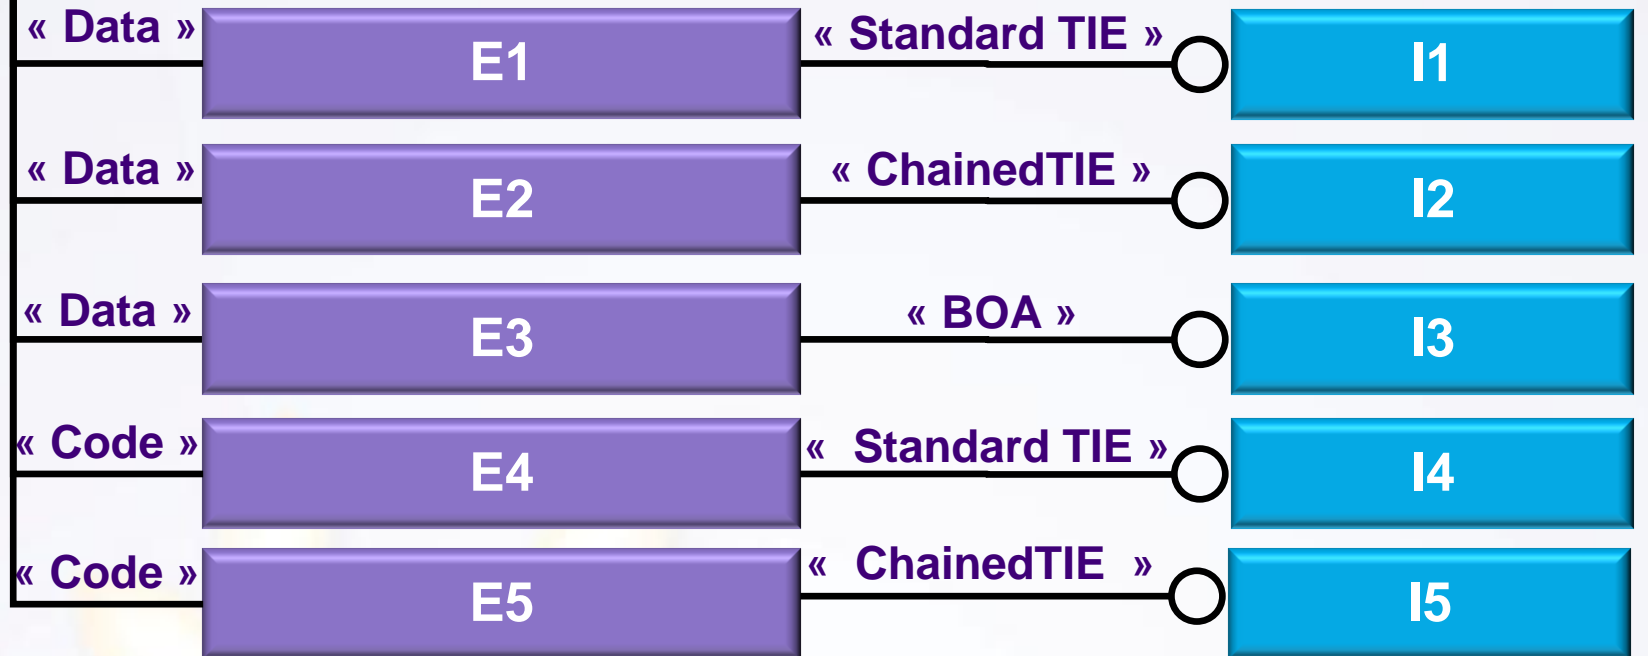 « Data » E1 « Standard TIE » I1
« Data » E2 « ChainedTIE » I2
« Data » E3 « BOA » I3
« Code » E4 « Standard TIE » I4
« Code » E5 « ChainedTIE » I5